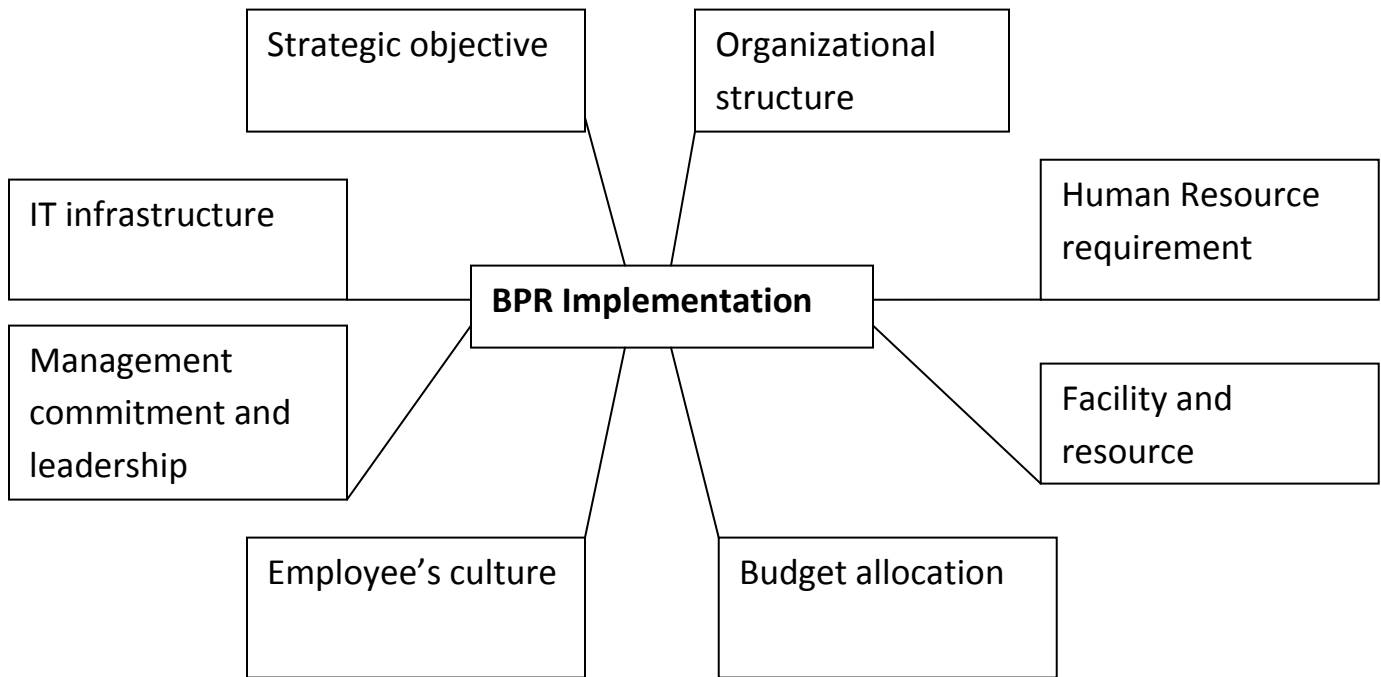 Strategic objective
Organizational
structure
IT infrastructure
Human Resource
requirement
BPR Implementation
Management
commitment and
leadership
Facility and
resource
Employee’s culture
Budget allocation